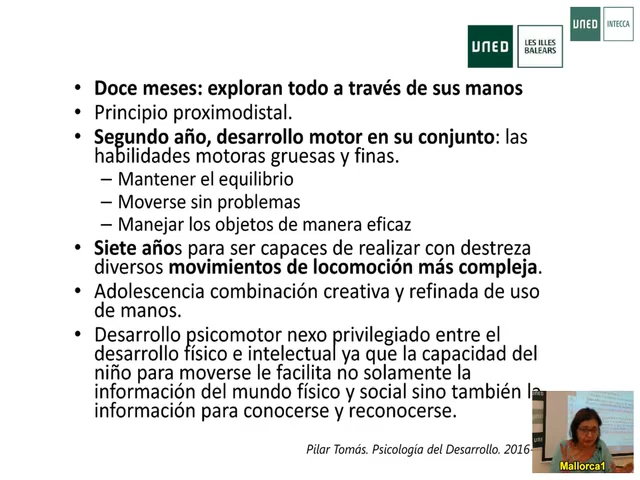 UNED
LES ILLES
BALEARS
UNED
INTECCA
• Doce meses: exploran todo a través de sus manos
• Principio proximodistal.
• Segundo año, desarrollo motor en su conjunto: las
habilidades motoras gruesas y finas.
– Mantener el equilibrio
– Moverse sin problemas
– Manejar los objetos de manera eficaz
• Siete años para ser capaces de realizar con destreza
diversos movimientos de locomoción más compleja.
• Adolescencia combinación creativa y refinada de uso
de manos.
• Desarrollo psicomotor nexo privilegiado entre el
desarrollo físico e intelectual ya que la capacidad del
niño para moverse le facilita no solamente la
información del mundo físico y social sino también la
información para conocerse y reconocerse.
Pilar Tomás. Psicología del Desarrollo. 2016-
Mallorca1